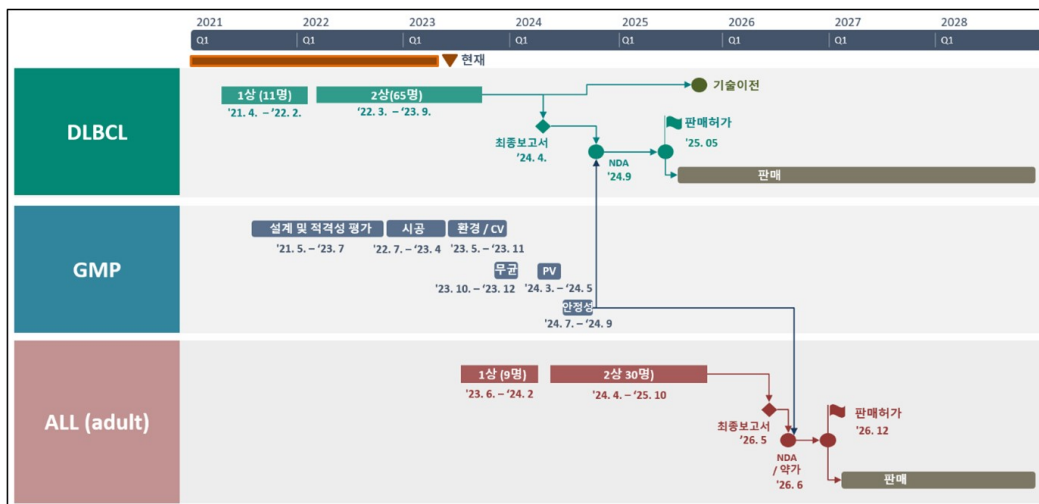 2021 2022 2023 2024 2025 2026 2027 2028
Q1 Q1 Q1 Q1 Q1 Q1 Q1 Q1
현재
DLBCL
1상 (11명) 2상(65명)
'21. 4. – '22. 2. '22. 3. – '23. 9.
기술이전
최종보고서
'24. 4.
NDA
'24.9
판매허가
'25. 05
판매
GMP
설계 및 적격성 평가 시공 환경 / CV
'21. 5. – '23. 7 '22. 7. – '23. 4 '23. 5. – '23. 11
무균 PV
'23. 10. – '23. 12 '24. 3. – '24. 5
안정성
'24. 7. – '24. 9
ALL (adult)
1상 (9명) 2상 30명)
'23. 6. – '24. 2 '24. 4. – '25. 10
최종보고서
'26. 5
NDA
/ 약가
'26. 6
판매허가
'26. 12
판매